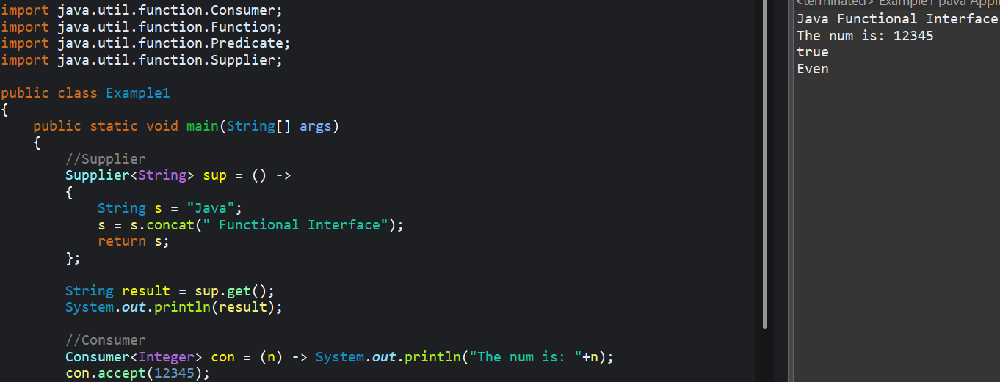 import java.util.function.Consumer;
import java.util.function.Function;
import java.util.function.Predicate;
import java.util.function.Supplier;

public class Example1
{
    public static void main(String[] args)
    {
        //Supplier
        Supplier<String> sup = () ->
        {
            String s = "Java";
            s = s.concat(" Functional Interface");
            return s;
        };

        String result = sup.get();
        System.out.println(result);

        //Consumer
        Consumer<Integer> con = (n) -> System.out.println("The num is: "+n);
        con.accept(12345);
<terminated> Example1 [Java Appli
Java Functional Interface
The num is: 12345
true
Even